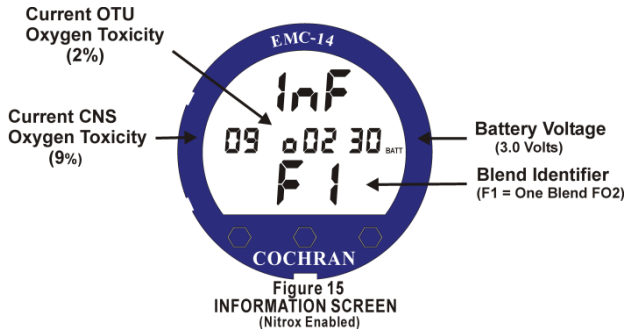 Current OTU
Oxygen Toxicity
(2%)
EMC-14
InF
Current CNS
Oxygen Toxicity
(9%)
09 o02 30 BATT
Battery Voltage
(3.0 Volts)
F1
Blend Identifier
(F1 = One Blend FO2)
COCHRAN
Figure 15
INFORMATION SCREEN
(Nitrox Enabled)